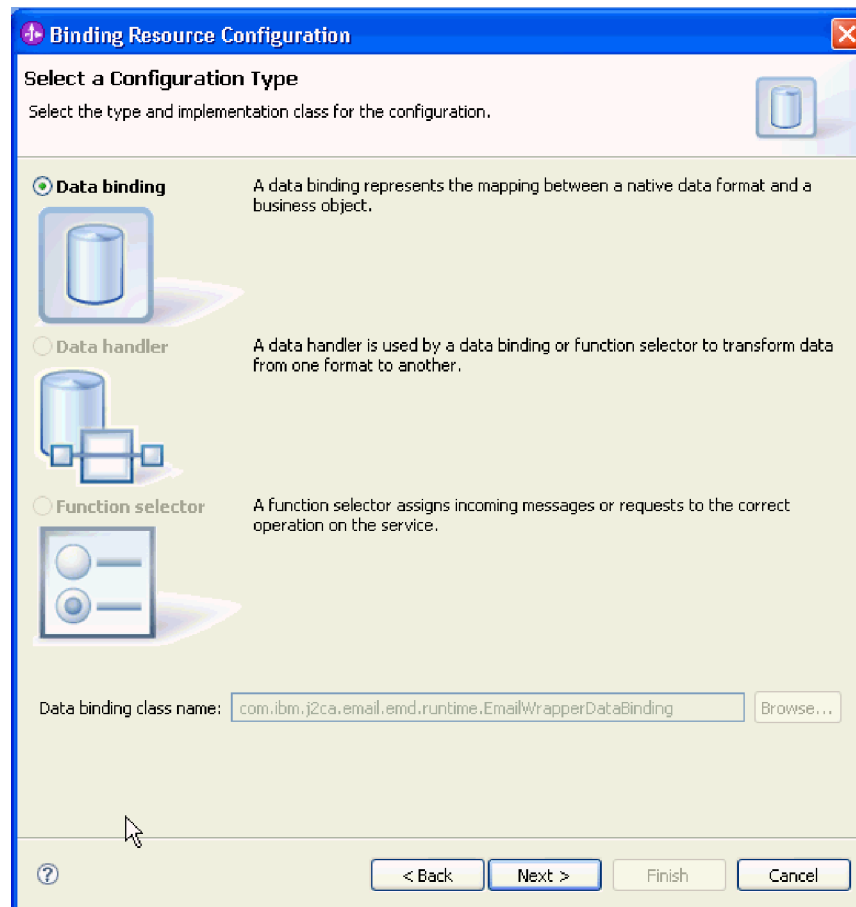 Binding Resource Configuration
Select a Configuration Type
Select the type and implementation class for the configuration.
Data binding
A data binding represents the mapping between a native data format and a
business object.
Data handler
A data handler is used by a data binding or function selector to transform data
from one format to another.
Function selector
A function selector assigns incoming messages or requests to the correct
operation on the service.
Data binding class name: com.ibm.j2ca.email.emd.runtime.EmailWrapperDataBinding Browse...
? < Back Next > Finish Cancel